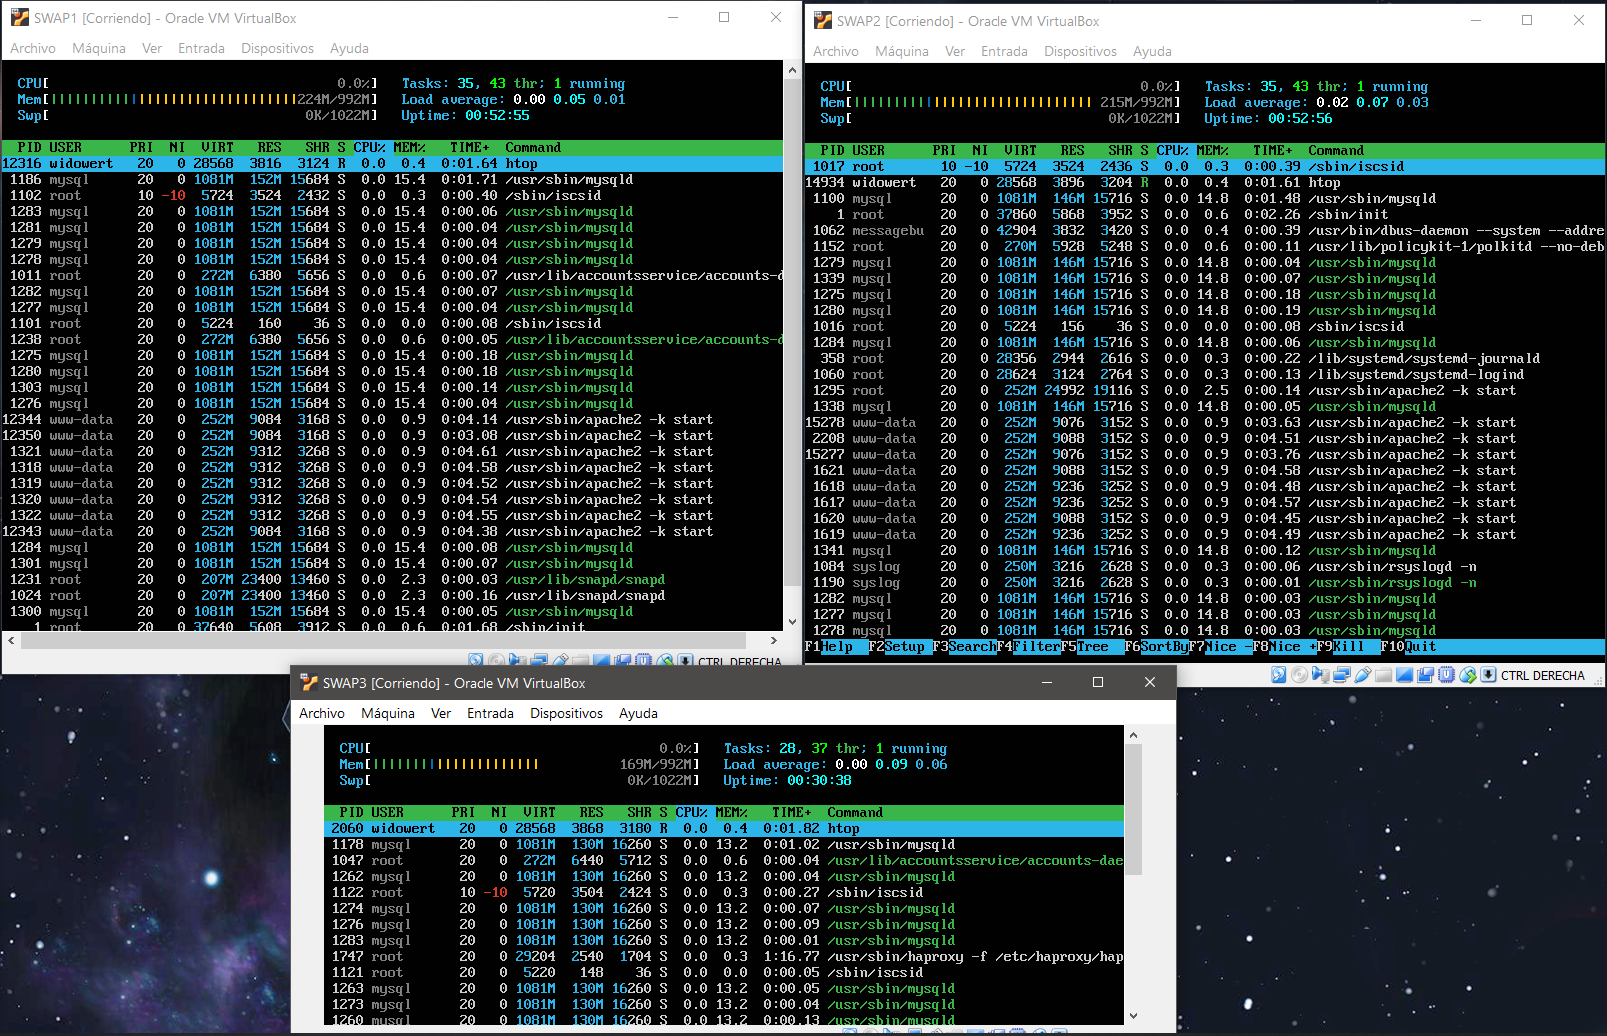 SWAP1 [Corriendo] - Oracle VM VirtualBox
Archivo Máquina Ver Entrada Dispositivos Ayuda
CPU[ 0.0%] Tasks: 35, 43 thr; 1 running
Mem[||||||||||||||||||||||||||||||224M/992M] Load average: 0.00 0.05 0.01
Swp[ 0K/1022M] Uptime: 00:52:55
PID USER PRI NI VIRT RES SHR S CPU% MEM% TIME+ Command
12316 widowert 20 0 28568 3816 3124 R 0.0 0.4 0:01.64 htop
1186 mysql 20 0 1081M 152M 15684 S 0.0 15.4 0:01.71 /usr/sbin/mysqld
1102 root 10 -10 5724 3524 2432 S 0.0 0.3 0:00.40 /sbin/iscsid
1283 mysql 20 0 1081M 152M 15684 S 0.0 15.4 0:00.06 /usr/sbin/mysqld
1281 mysql 20 0 1081M 152M 15684 S 0.0 15.4 0:00.04 /usr/sbin/mysqld
1279 mysql 20 0 1081M 152M 15684 S 0.0 15.4 0:00.04 /usr/sbin/mysqld
1278 mysql 20 0 1081M 152M 15684 S 0.0 15.4 0:00.04 /usr/sbin/mysqld
1011 root 20 0 272M 6380 5656 S 0.0 0.6 0:00.07 /usr/lib/accountsservice/accounts-d
1282 mysql 20 0 1081M 152M 15684 S 0.0 15.4 0:00.07 /usr/sbin/mysqld
1277 mysql 20 0 1081M 152M 15684 S 0.0 15.4 0:00.04 /usr/sbin/mysqld
1101 root 20 0 5224 160 36 S 0.0 0.0 0:00.08 /sbin/iscsid
1238 root 20 0 272M 6380 5656 S 0.0 0.6 0:00.05 /usr/lib/accountsservice/accounts-d
1275 mysql 20 0 1081M 152M 15684 S 0.0 15.4 0:00.18 /usr/sbin/mysqld
1280 mysql 20 0 1081M 152M 15684 S 0.0 15.4 0:00.18 /usr/sbin/mysqld
1303 mysql 20 0 1081M 152M 15684 S 0.0 15.4 0:00.14 /usr/sbin/mysqld
1276 mysql 20 0 1081M 152M 15684 S 0.0 15.4 0:00.04 /usr/sbin/mysqld
12344 www-data 20 0 252M 9084 3168 S 0.0 0.9 0:04.14 /usr/sbin/apache2 -k start
12350 www-data 20 0 252M 9084 3168 S 0.0 0.9 0:03.08 /usr/sbin/apache2 -k start
1321 www-data 20 0 252M 9312 3268 S 0.0 0.9 0:04.61 /usr/sbin/apache2 -k start
1318 www-data 20 0 252M 9312 3268 S 0.0 0.9 0:04.58 /usr/sbin/apache2 -k start
1319 www-data 20 0 252M 9312 3268 S 0.0 0.9 0:04.52 /usr/sbin/apache2 -k start
1320 www-data 20 0 252M 9312 3268 S 0.0 0.9 0:04.54 /usr/sbin/apache2 -k start
1322 www-data 20 0 252M 9312 3268 S 0.0 0.9 0:04.55 /usr/sbin/apache2 -k start
12343 www-data 20 0 252M 9084 3168 S 0.0 0.9 0:04.38 /usr/sbin/apache2 -k start
1284 mysql 20 0 1081M 152M 15684 S 0.0 15.4 0:00.08 /usr/sbin/mysqld
1301 mysql 20 0 1081M 152M 15684 S 0.0 15.4 0:00.07 /usr/sbin/mysqld
1231 root 20 0 207M 23400 13460 S 0.0 2.3 0:00.03 /usr/lib/snapd/snapd
1024 root 20 0 207M 23400 13460 S 0.0 2.3 0:00.16 /usr/lib/snapd/snapd
1300 mysql 20 0 1081M 152M 15684 S 0.0 15.4 0:00.05 /usr/sbin/mysqld
1 root 20 0 37640 5608 3912 S 0.0 0.6 0:01.68 /sbin/init
CTRL DERECHA
SWAP2 [Corriendo] - Oracle VM VirtualBox
Archivo Máquina Ver Entrada Dispositivos Ayuda
CPU[ 0.0%] Tasks: 35, 43 thr; 1 running
Mem[|||||||||||||||||||||||||||||| 215M/992M] Load average: 0.02 0.07 0.03
Swp[ 0K/1022M] Uptime: 00:52:56
PID USER PRI NI VIRT RES SHR S CPU% MEM% TIME+ Command
1017 root 10 -10 5724 3524 2436 S 0.0 0.3 0:00.39 /sbin/iscsid
14934 widowert 20 0 28568 3896 3204 R 0.0 0.4 0:01.61 htop
1100 mysql 20 0 1081M 146M 15716 S 0.0 14.8 0:01.48 /usr/sbin/mysqld
1 root 20 0 37860 5868 3952 S 0.0 0.6 0:02.26 /sbin/init
1062 messagebu 20 0 42904 3832 3420 S 0.0 0.4 0:00.39 /usr/bin/dbus-daemon --system --addre
1152 root 20 0 270M 5928 5248 S 0.0 0.6 0:00.11 /usr/lib/policykit-1/polkitd --no-deb
1279 mysql 20 0 1081M 146M 15716 S 0.0 14.8 0:00.04 /usr/sbin/mysqld
1339 mysql 20 0 1081M 146M 15716 S 0.0 14.8 0:00.07 /usr/sbin/mysqld
1275 mysql 20 0 1081M 146M 15716 S 0.0 14.8 0:00.18 /usr/sbin/mysqld
1280 mysql 20 0 1081M 146M 15716 S 0.0 14.8 0:00.19 /usr/sbin/mysqld
1016 root 20 0 5224 156 36 S 0.0 0.0 0:00.08 /sbin/iscsid
1284 mysql 20 0 1081M 146M 15716 S 0.0 14.8 0:00.06 /usr/sbin/mysqld
358 root 20 0 28356 2944 2616 S 0.0 0.3 0:00.22 /lib/systemd/systemd-journald
1060 root 20 0 28624 3124 2764 S 0.0 0.3 0:00.13 /lib/systemd/systemd-logind
1295 root 20 0 252M 24992 19116 S 0.0 2.5 0:00.14 /usr/sbin/apache2 -k start
1338 mysql 20 0 1081M 146M 15716 S 0.0 14.8 0:00.05 /usr/sbin/mysqld
15278 www-data 20 0 252M 9076 3152 S 0.0 0.9 0:03.63 /usr/sbin/apache2 -k start
2208 www-data 20 0 252M 9088 3152 S 0.0 0.9 0:04.51 /usr/sbin/apache2 -k start
15277 www-data 20 0 252M 9076 3152 S 0.0 0.9 0:03.76 /usr/sbin/apache2 -k start
1621 www-data 20 0 252M 9088 3152 S 0.0 0.9 0:04.58 /usr/sbin/apache2 -k start
1618 www-data 20 0 252M 9236 3252 S 0.0 0.9 0:04.48 /usr/sbin/apache2 -k start
1617 www-data 20 0 252M 9236 3252 S 0.0 0.9 0:04.57 /usr/sbin/apache2 -k start
1620 www-data 20 0 252M 9088 3152 S 0.0 0.9 0:04.45 /usr/sbin/apache2 -k start
1619 www-data 20 0 252M 9236 3252 S 0.0 0.9 0:04.49 /usr/sbin/apache2 -k start
1341 mysql 20 0 1081M 146M 15716 S 0.0 14.8 0:00.12 /usr/sbin/mysqld
1084 syslog 20 0 250M 3216 2628 S 0.0 0.3 0:00.06 /usr/sbin/rsyslogd -n
1190 syslog 20 0 250M 3216 2628 S 0.0 0.3 0:00.01 /usr/sbin/rsyslogd -n
1282 mysql 20 0 1081M 146M 15716 S 0.0 14.8 0:00.03 /usr/sbin/mysqld
1277 mysql 20 0 1081M 146M 15716 S 0.0 14.8 0:00.03 /usr/sbin/mysqld
1278 mysql 20 0 1081M 146M 15716 S 0.0 14.8 0:00.03 /usr/sbin/mysqld
F1Help F2Setup F3SearchF4FilterF5Tree F6SortByF7Nice -F8Nice +F9Kill F10Quit
CTRL DERECHA
SWAP3 [Corriendo] - Oracle VM VirtualBox
Archivo Máquina Ver Entrada Dispositivos Ayuda
CPU[ 0.0%] Tasks: 28, 37 thr; 1 running
Mem[||||||||||||||||||||| 169M/992M] Load average: 0.00 0.09 0.06
Swp[ 0K/1022M] Uptime: 00:30:38
PID USER PRI NI VIRT RES SHR S CPU% MEM% TIME+ Command
2060 widowert 20 0 28568 3868 3180 R 0.0 0.4 0:01.82 htop
1178 mysql 20 0 1081M 130M 16260 S 0.0 13.2 0:01.02 /usr/sbin/mysqld
1047 root 20 0 272M 6440 5712 S 0.0 0.6 0:00.04 /usr/lib/accountsservice/accounts-dae
1262 mysql 20 0 1081M 130M 16260 S 0.0 13.2 0:00.04 /usr/sbin/mysqld
1122 root 10 -10 5720 3504 2424 S 0.0 0.3 0:00.27 /sbin/iscsid
1274 mysql 20 0 1081M 130M 16260 S 0.0 13.2 0:00.07 /usr/sbin/mysqld
1276 mysql 20 0 1081M 130M 16260 S 0.0 13.2 0:00.09 /usr/sbin/mysqld
1283 mysql 20 0 1081M 130M 16260 S 0.0 13.2 0:00.01 /usr/sbin/mysqld
1747 root 20 0 29204 2540 1704 S 0.0 0.3 1:16.77 /usr/sbin/haproxy -f /etc/haproxy/hap
1121 root 20 0 5220 148 36 S 0.0 0.0 0:00.05 /sbin/iscsid
1263 mysql 20 0 1081M 130M 16260 S 0.0 13.2 0:00.05 /usr/sbin/mysqld
1273 mysql 20 0 1081M 130M 16260 S 0.0 13.2 0:00.04 /usr/sbin/mysqld
1260 mysql 20 0 1081M 130M 16260 S 0.0 13.2 0:00.13 /usr/sbin/mysqld